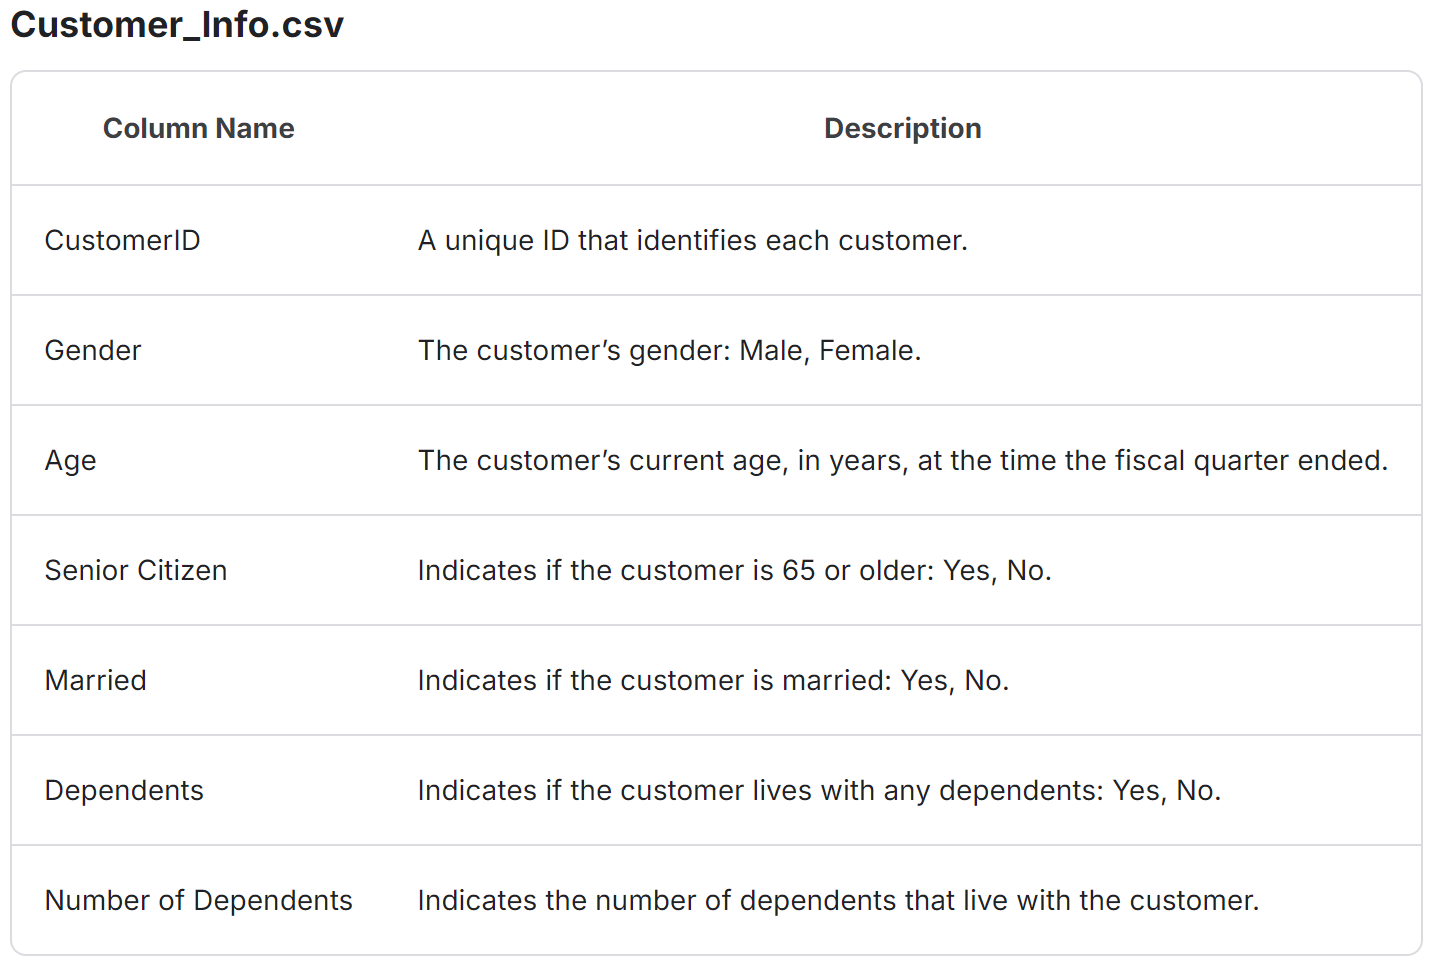 Customer_Info.csv
Column Name Description
CustomerID A unique ID that identifies each customer.
Gender The customer’s gender: Male, Female.
Age The customer’s current age, in years, at the time the fiscal quarter ended.
Senior Citizen Indicates if the customer is 65 or older: Yes, No.
Married Indicates if the customer is married: Yes, No.
Dependents Indicates if the customer lives with any dependents: Yes, No.
Number of Dependents Indicates the number of dependents that live with the customer.